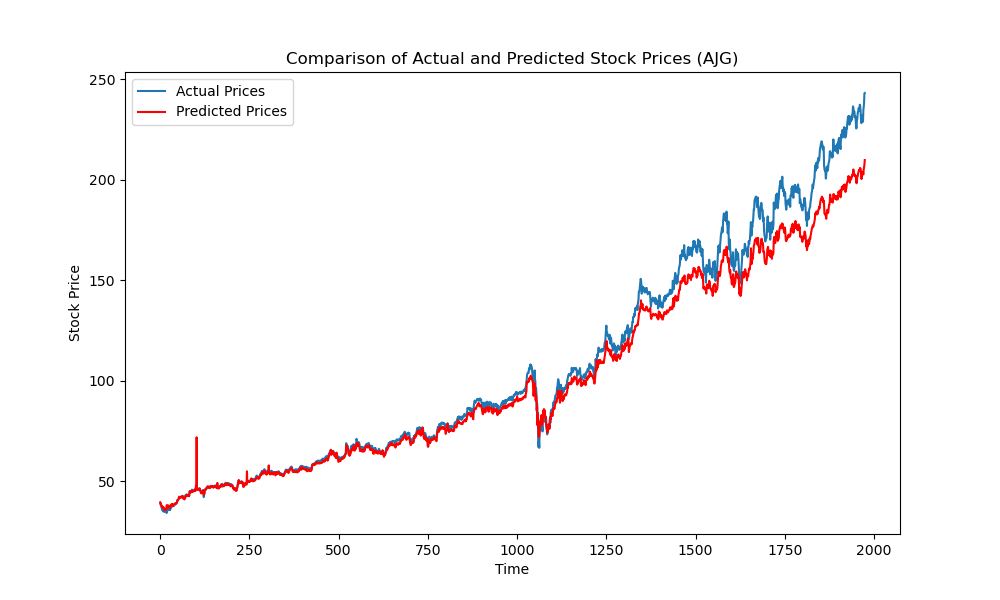 Comparison of Actual and Predicted Stock Prices (AJG)
Actual Prices
Predicted Prices
250
200
150
100
50
Stock Price
0 250 500 750 1000 1250 1500 1750 2000
Time